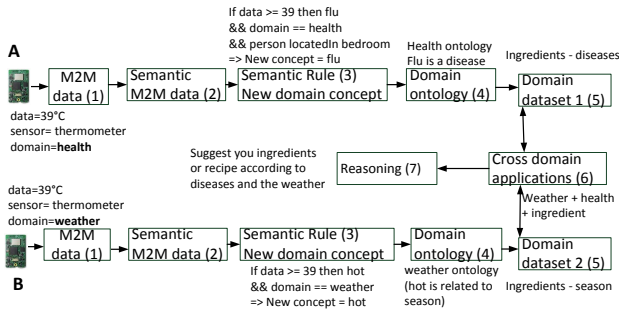 If data >= 39 then flu
&& domain == health
&& person locatedIn bedroom
=> New concept = flu
Health ontology
Flu is a disease
Ingredients - diseases
A
M2M
data (1)
Semantic
M2M data (2)
Semantic Rule (3)
New domain concept
Domain
ontology (4)
Domain
dataset 1 (5)
data=39°C
sensor= thermometer
domain=health
Suggest you ingredients
or recipe according to
diseases and the weather
Reasoning (7)
Cross domain
applications (6)
data=39°C
sensor= thermometer
domain=weather
Weather + health
+ ingredient
M2M
data (1)
Semantic
M2M data (2)
Semantic Rule (3)
New domain concept
Domain
ontology (4)
Domain
dataset 2 (5)
B
If data >= 39 then hot
&& domain == weather
=> New concept = hot
weather ontology
(hot is related to
season)
Ingredients - season